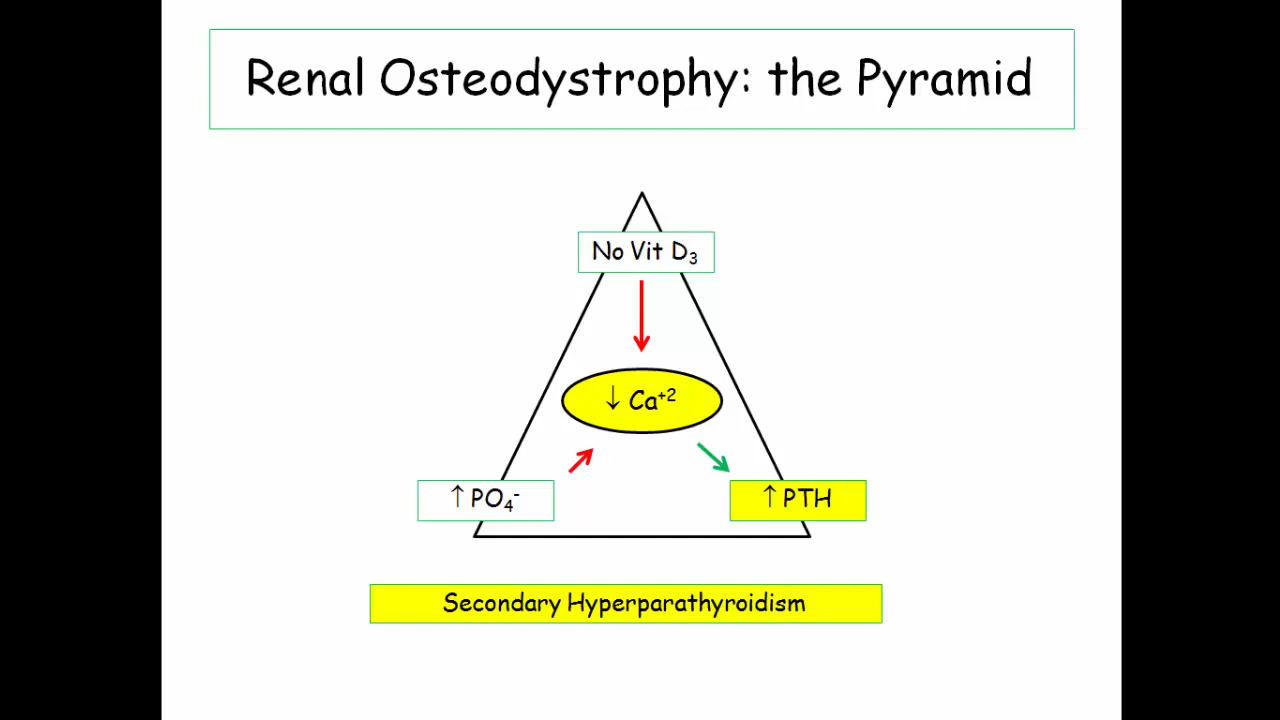 Renal Osteodystrophy: the Pyramid
No Vit D₃
↓ Ca⁺²
↑ PO₄⁻
↑ PTH
Secondary Hyperparathyroidism